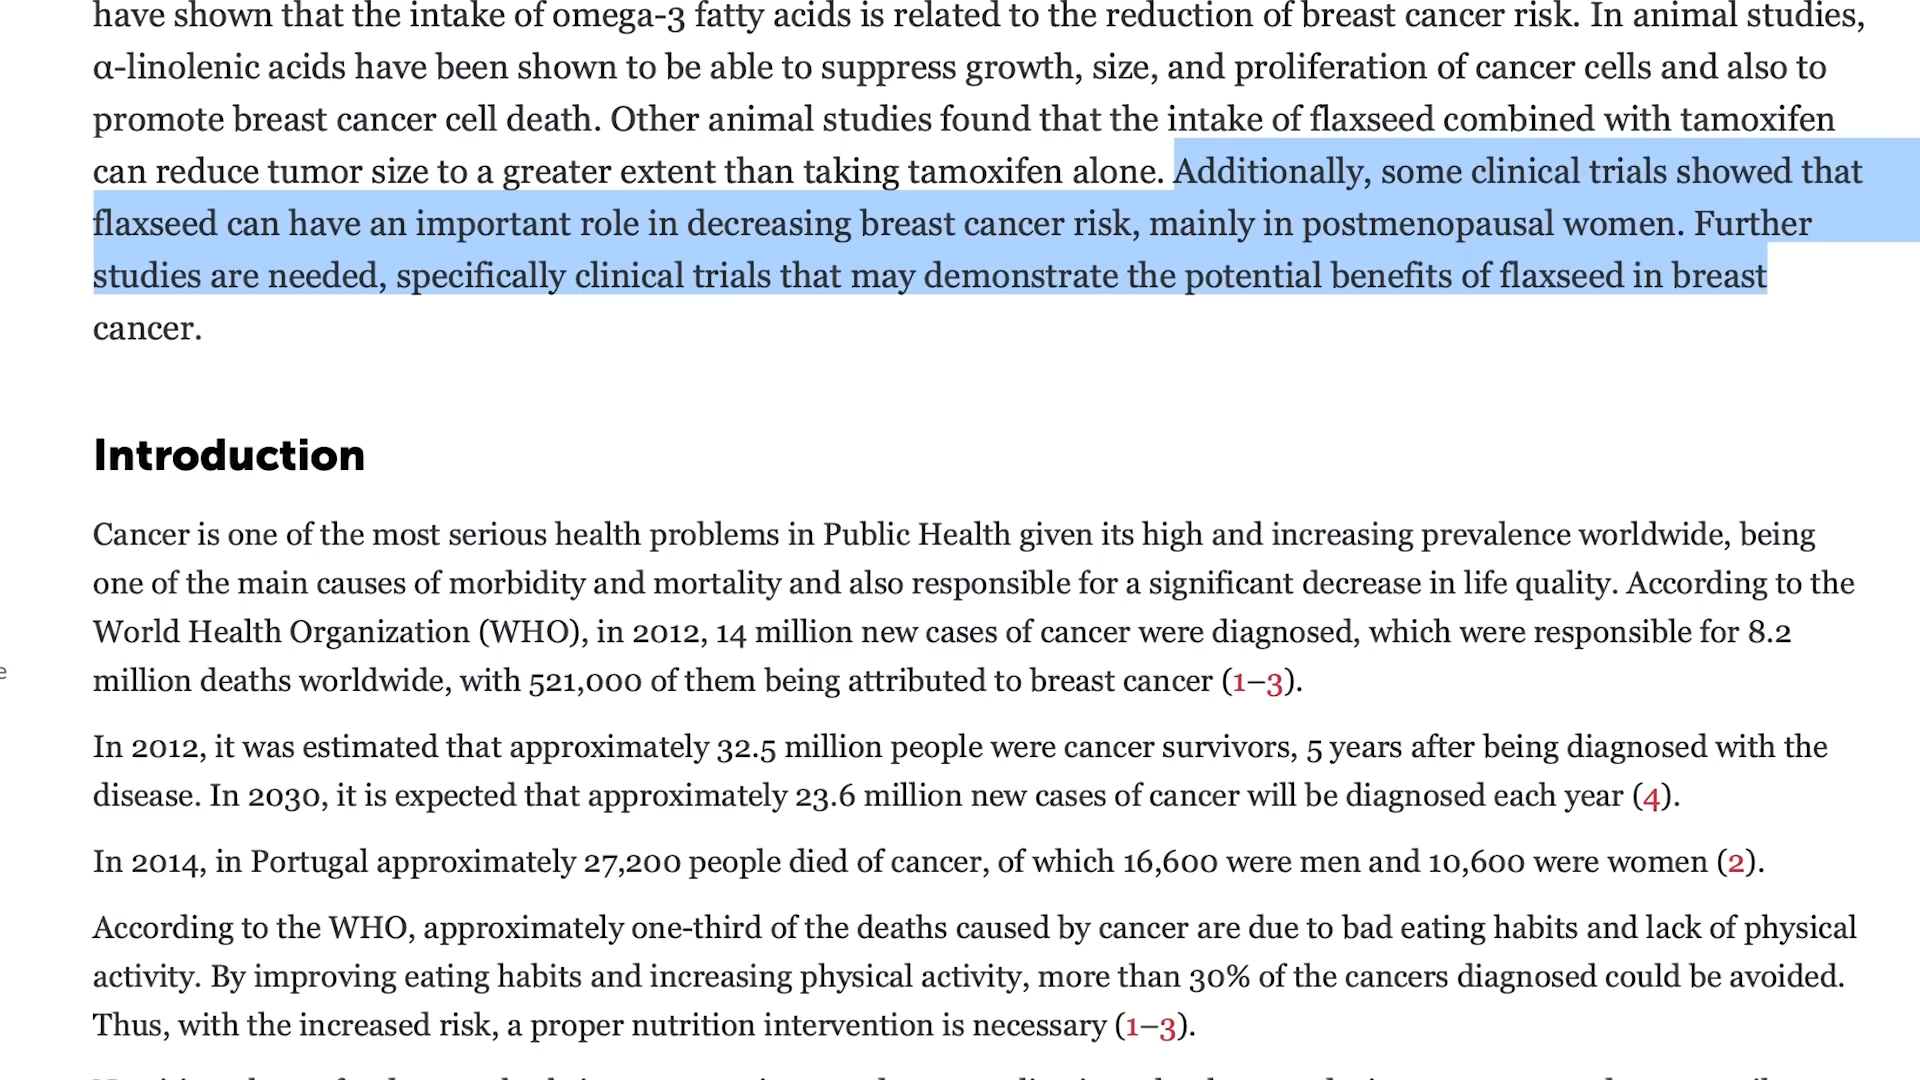 have shown that the intake of omega-3 fatty acids is related to the reduction of breast cancer risk. In animal studies,
α-linolenic acids have been shown to be able to suppress growth, size, and proliferation of cancer cells and also to
promote breast cancer cell death. Other animal studies found that the intake of flaxseed combined with tamoxifen
can reduce tumor size to a greater extent than taking tamoxifen alone. Additionally, some clinical trials showed that
flaxseed can have an important role in decreasing breast cancer risk, mainly in postmenopausal women. Further
studies are needed, specifically clinical trials that may demonstrate the potential benefits of flaxseed in breast
cancer.
Introduction
Cancer is one of the most serious health problems in Public Health given its high and increasing prevalence worldwide, being
one of the main causes of morbidity and mortality and also responsible for a significant decrease in life quality. According to the
World Health Organization (WHO), in 2012, 14 million new cases of cancer were diagnosed, which were responsible for 8.2
million deaths worldwide, with 521,000 of them being attributed to breast cancer (1–3).
In 2012, it was estimated that approximately 32.5 million people were cancer survivors, 5 years after being diagnosed with the
disease. In 2030, it is expected that approximately 23.6 million new cases of cancer will be diagnosed each year (4).
In 2014, in Portugal approximately 27,200 people died of cancer, of which 16,600 were men and 10,600 were women (2).
According to the WHO, approximately one-third of the deaths caused by cancer are due to bad eating habits and lack of physical
activity. By improving eating habits and increasing physical activity, more than 30% of the cancers diagnosed could be avoided.
Thus, with the increased risk, a proper nutrition intervention is necessary (1–3).